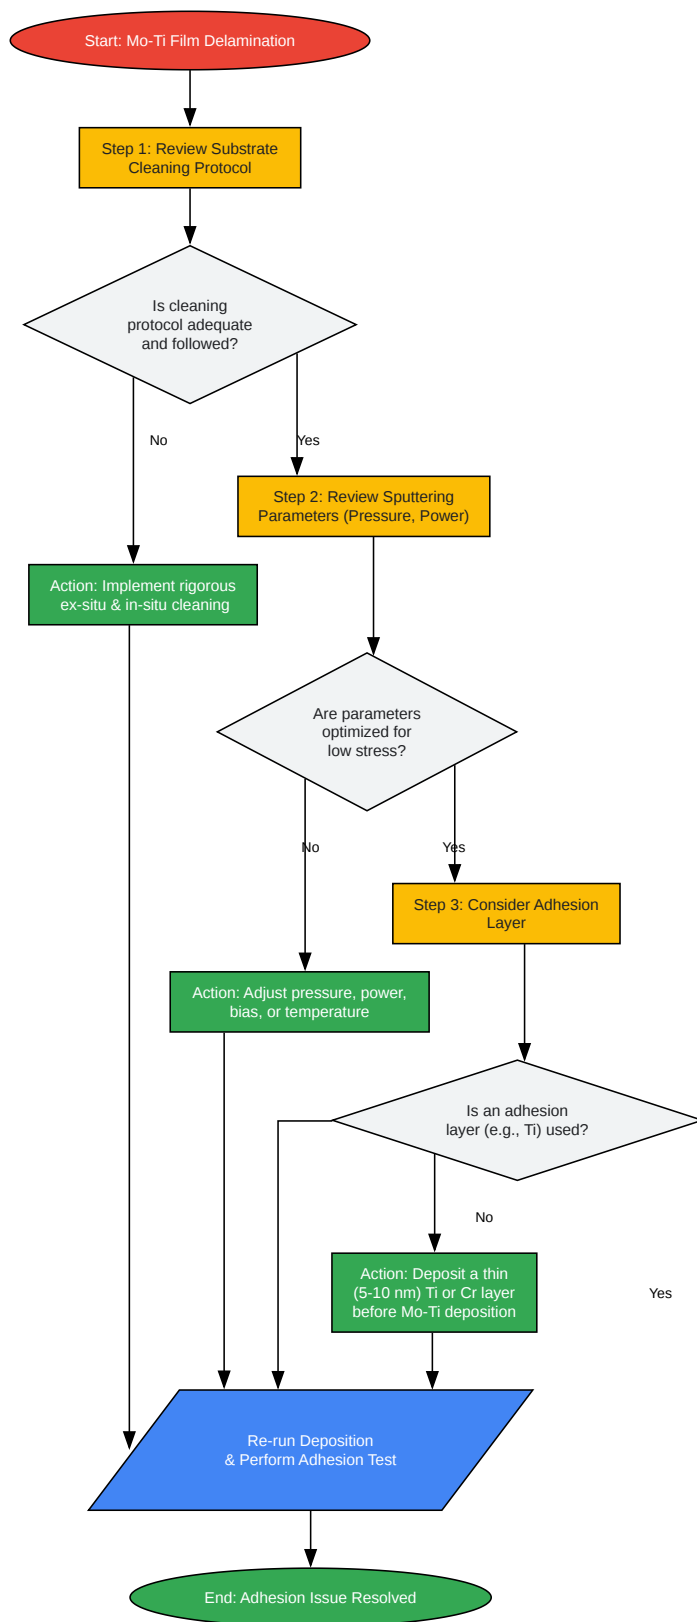 Start: Mo-Ti Film Delamination
Step 1: Review Substrate
Cleaning Protocol
Is cleaning
protocol adequate
and followed?
No
Yes
Step 2: Review Sputtering
Parameters (Pressure, Power)
Action: Implement rigorous
ex-situ & in-situ cleaning
Are parameters
optimized for
low stress?
No
Yes
Step 3: Consider Adhesion
Layer
Action: Adjust pressure, power,
bias, or temperature
Is an adhesion
layer (e.g., Ti) used?
No
Action: Deposit a thin
(5-10 nm) Ti or Cr layer
before Mo-Ti deposition
Yes
Re-run Deposition
& Perform Adhesion Test
End: Adhesion Issue Resolved